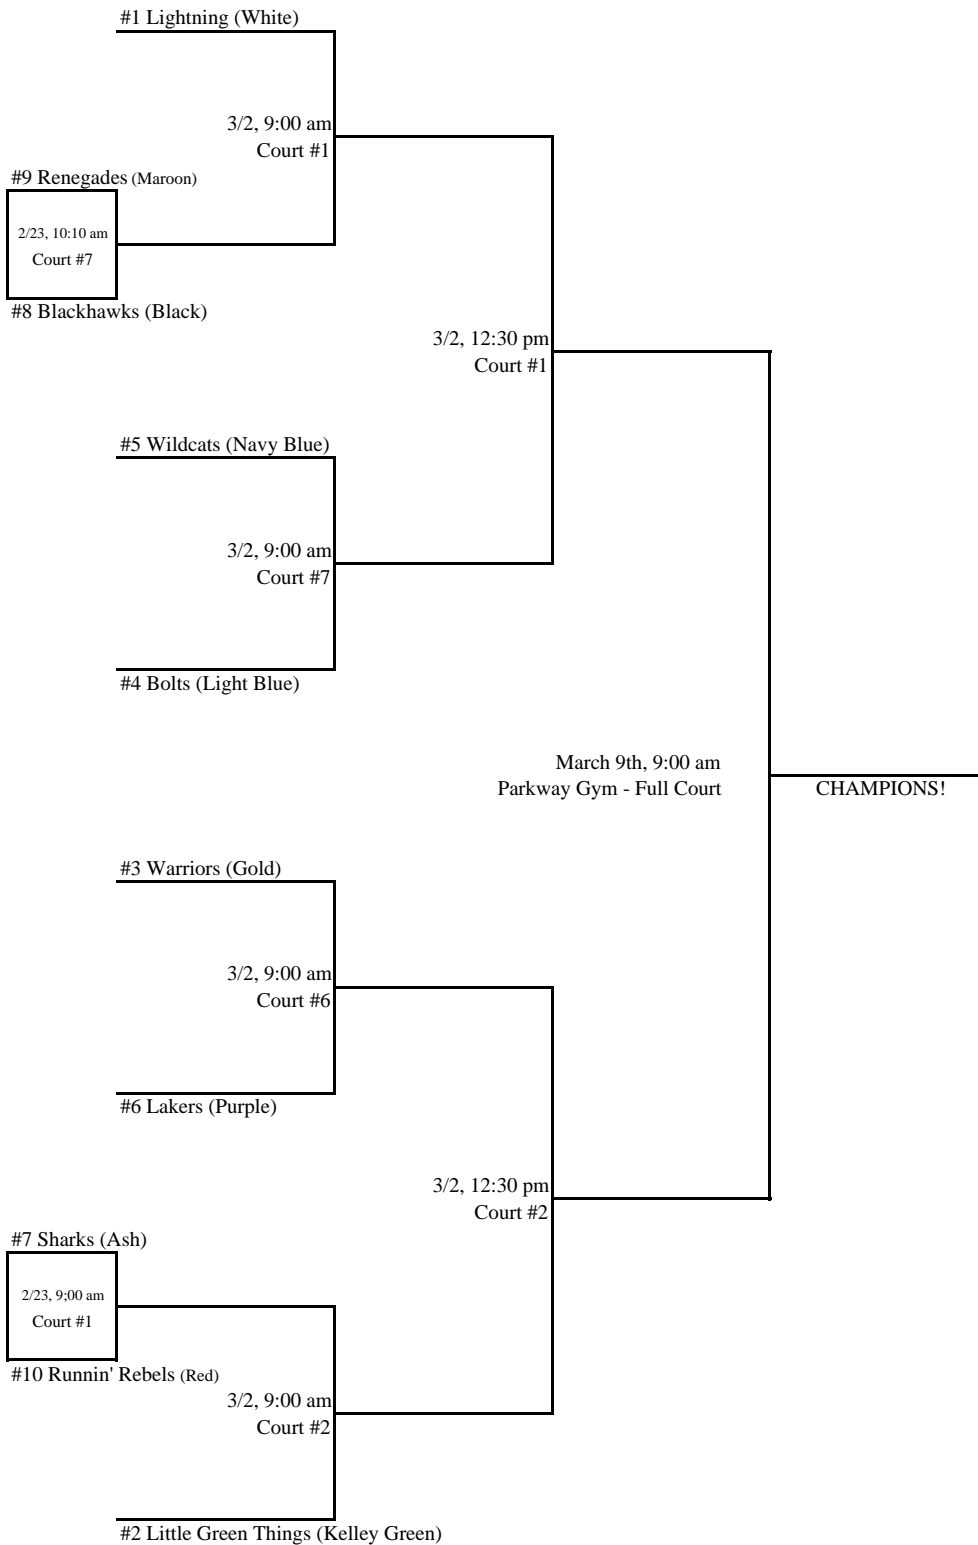 #1 Lightning (White)
3/2, 9:00 am
Court #1
#9 Renegades (Maroon)
2/23, 10:10 am
Court #7
#8 Blackhawks (Black)
3/2, 12:30 pm
Court #1
#5 Wildcats (Navy Blue)
3/2, 9:00 am
Court #7
#4 Bolts (Light Blue)
March 9th, 9:00 am
Parkway Gym - Full Court
CHAMPIONS!
#3 Warriors (Gold)
3/2, 9:00 am
Court #6
#6 Lakers (Purple)
3/2, 12:30 pm
Court #2
#7 Sharks (Ash)
2/23, 9;00 am
Court #1
#10 Runnin' Rebels (Red)
3/2, 9:00 am
Court #2
#2 Little Green Things (Kelley Green)